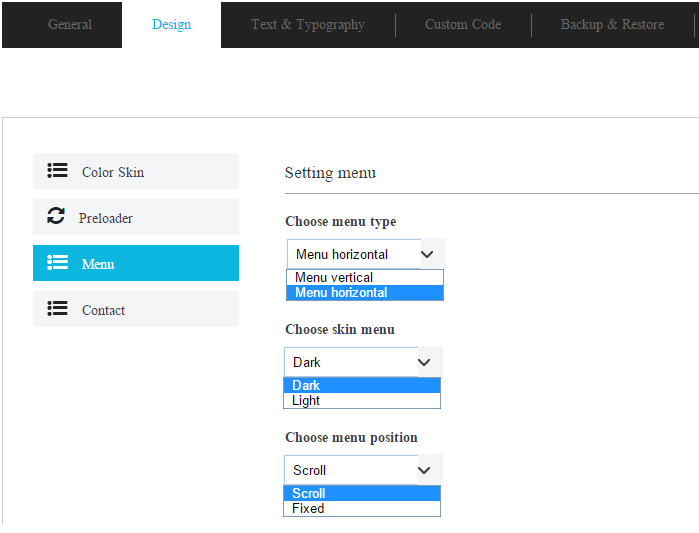 General Design Text & Typography Custom Code Backup & Restore
Color Skin
Preloader
Menu
Contact
Setting menu
Choose menu type
Menu horizontal
Menu vertical
Menu horizontal
Choose skin menu
Dark
Dark
Light
Choose menu position
Scroll
Scroll
Fixed